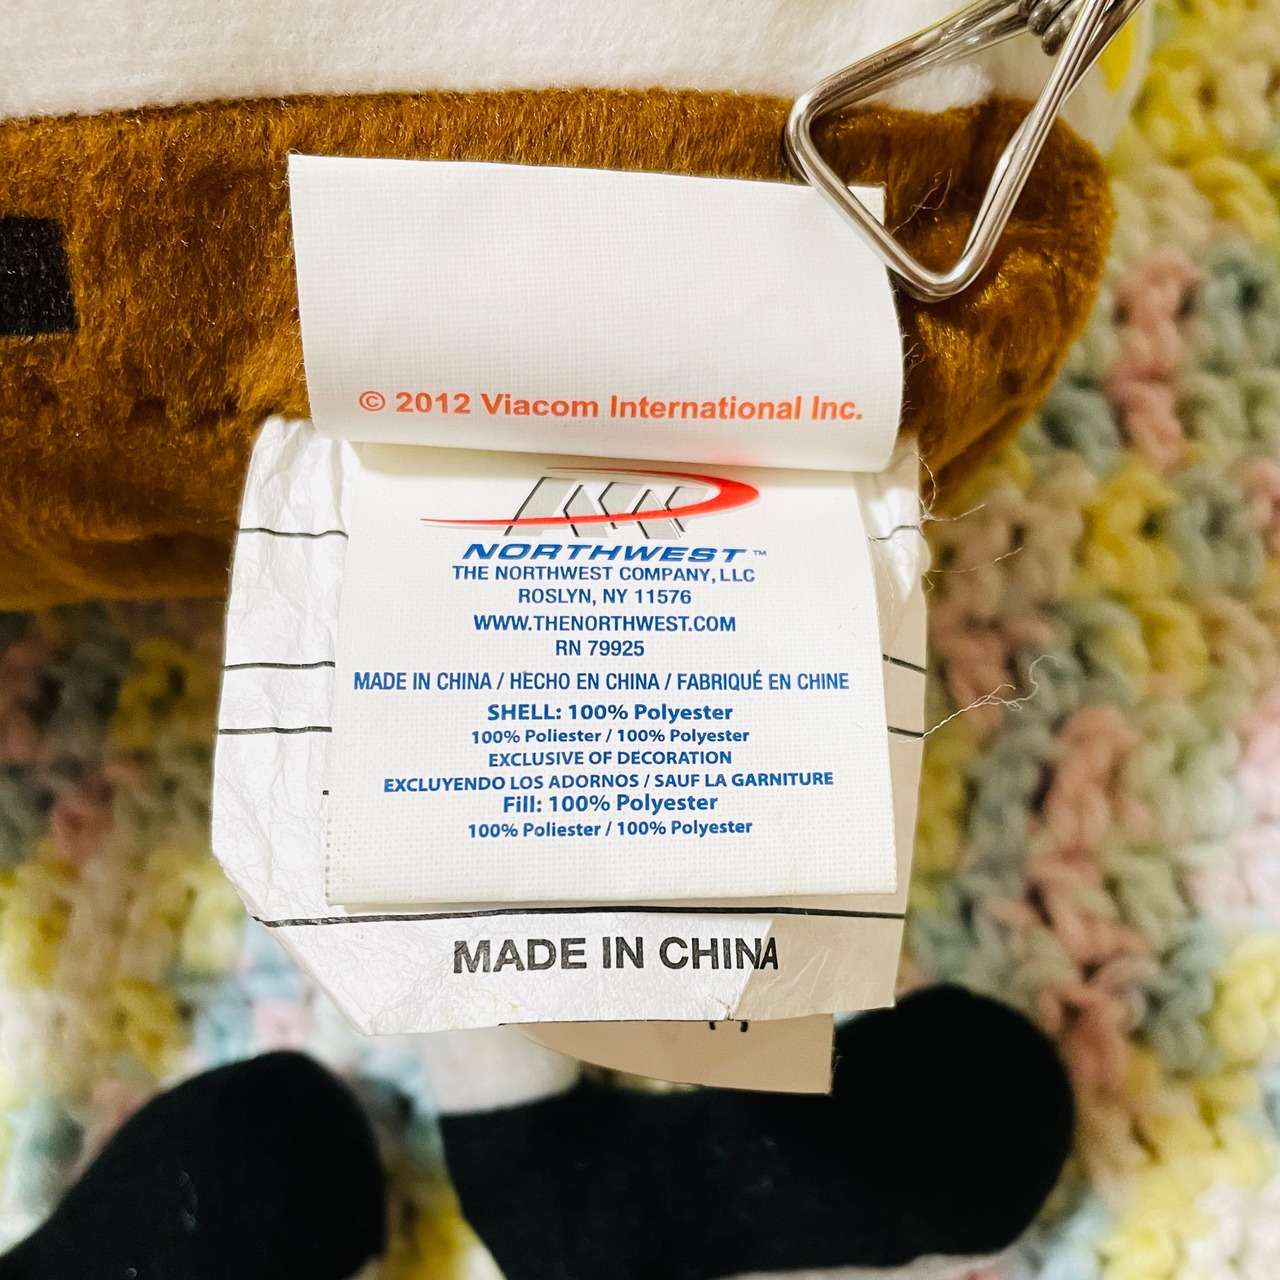 © 2012 Viacom International Inc.
NORTHWEST™
THE NORTHWEST COMPANY, LLC
ROSLYN, NY 11576
WWW.THENORTHWEST.COM
RN 79925
MADE IN CHINA / HECHO EN CHINA / FABRIQUÉ EN CHINE
SHELL: 100% Polyester
100% Poliester / 100% Polyester
EXCLUSIVE OF DECORATION
EXCLUYENDO LOS ADORNOS / SAUF LA GARNITURE
Fill: 100% Polyester
100% Poliester / 100% Polyester
MADE IN CHINA